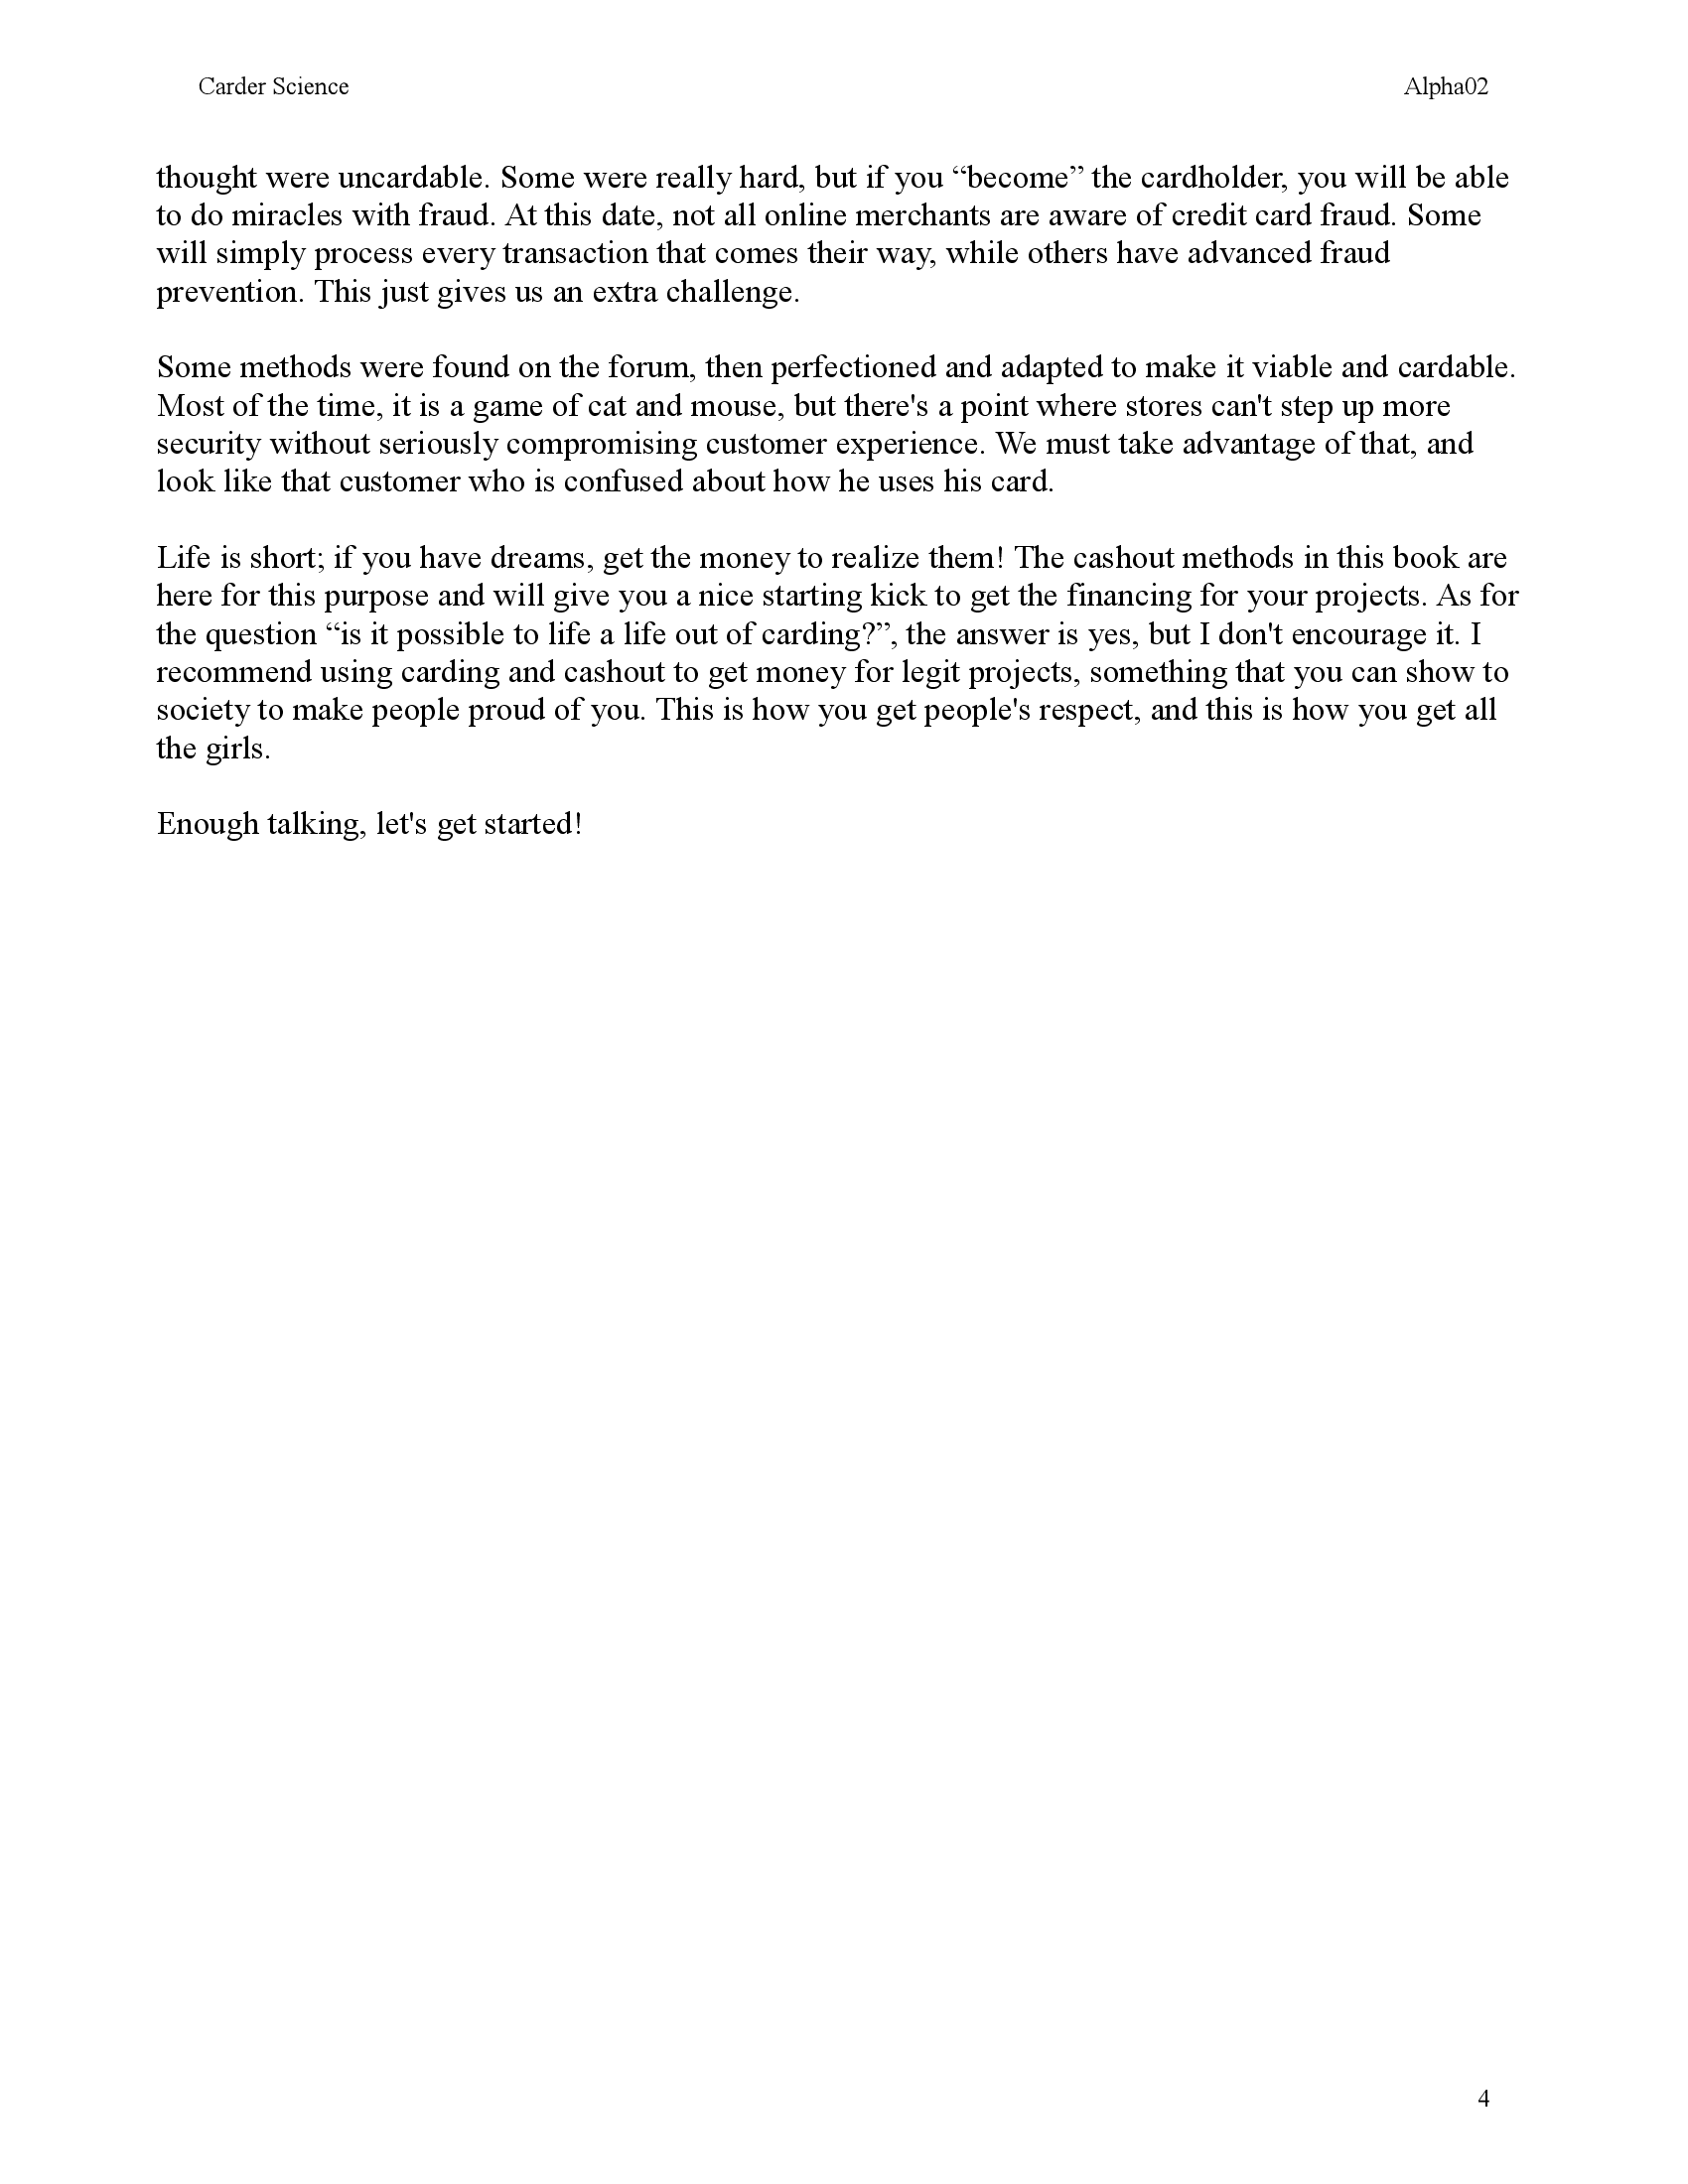 Carder Science Alpha02
thought were uncardable. Some were really hard, but if you “become” the cardholder, you will be able
to do miracles with fraud. At this date, not all online merchants are aware of credit card fraud. Some
will simply process every transaction that comes their way, while others have advanced fraud
prevention. This just gives us an extra challenge.
Some methods were found on the forum, then perfectioned and adapted to make it viable and cardable.
Most of the time, it is a game of cat and mouse, but there's a point where stores can't step up more
security without seriously compromising customer experience. We must take advantage of that, and
look like that customer who is confused about how he uses his card.
Life is short; if you have dreams, get the money to realize them! The cashout methods in this book are
here for this purpose and will give you a nice starting kick to get the financing for your projects. As for
the question “is it possible to life a life out of carding?”, the answer is yes, but I don't encourage it. I
recommend using carding and cashout to get money for legit projects, something that you can show to
society to make people proud of you. This is how you get people's respect, and this is how you get all
the girls.
Enough talking, let's get started!
4